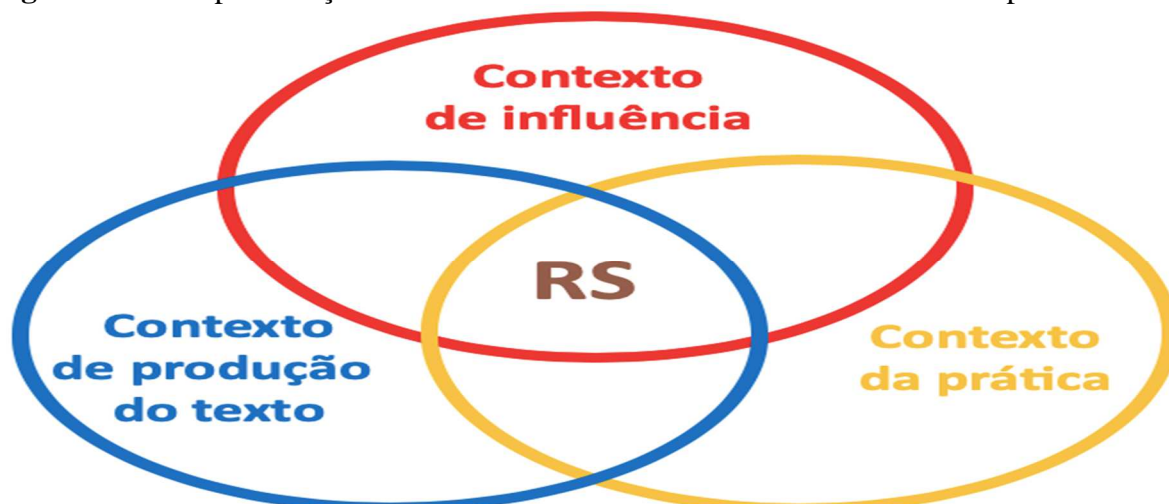 Contexto
de influência
RS
Contexto
de produção
do texto
Contexto
da prática